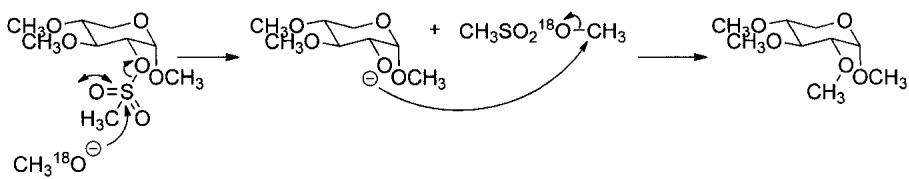 CH₃O CH₃O O O OCH₃ O=S=O H₃C CH₃¹⁸O⊖
CH₃O CH₃O O O⊖ OCH₃ + CH₃SO₂¹⁸O–CH₃
CH₃O CH₃O O O OCH₃ CH₃